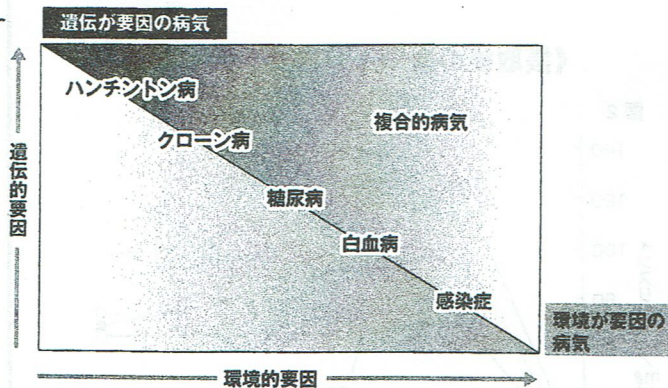 遺伝が要因の病気
ハンチントン病
クローン病
複合的病気
糖尿病
白血病
感染症
遺伝的要因
環境が要因の
病気
環境的要因